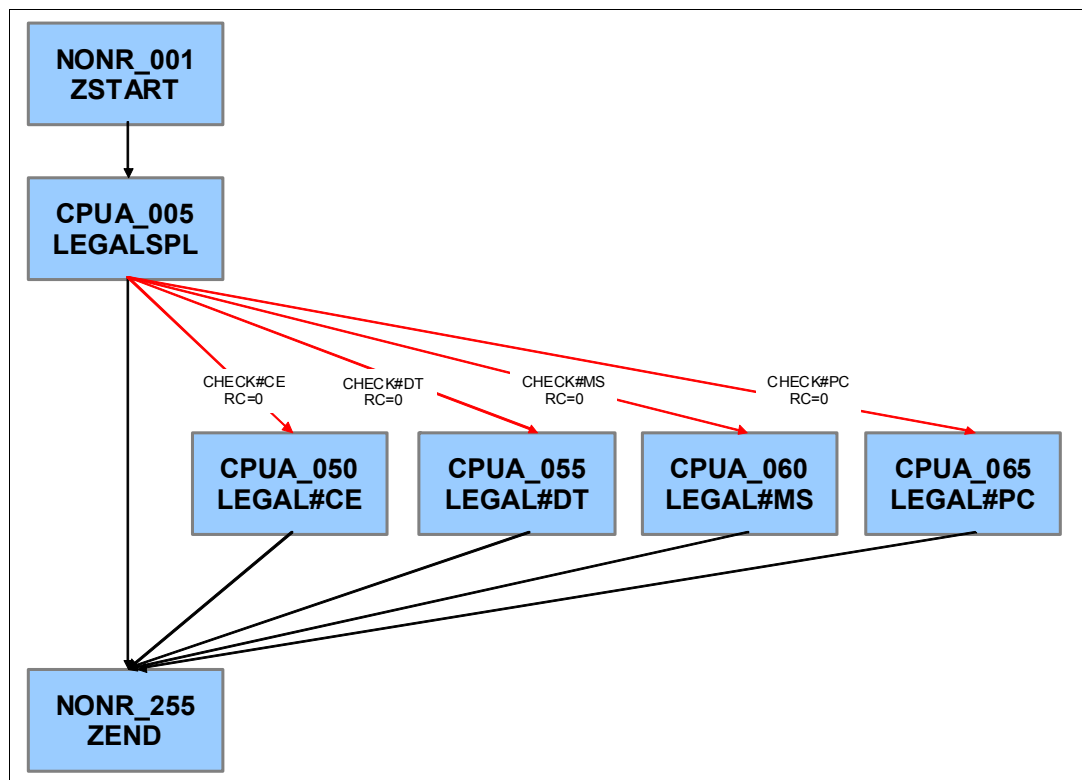 NONR_001
ZSTART
CPUA_005
LEGALSPL
CHECK#CE
RC=0
CHECK#DT
RC=0
CHECK#MS
RC=0
CHECK#PC
RC=0
CPUA_050
LEGAL#CE
CPUA_055
LEGAL#DT
CPUA_060
LEGAL#MS
CPUA_065
LEGAL#PC
NONR_255
ZEND